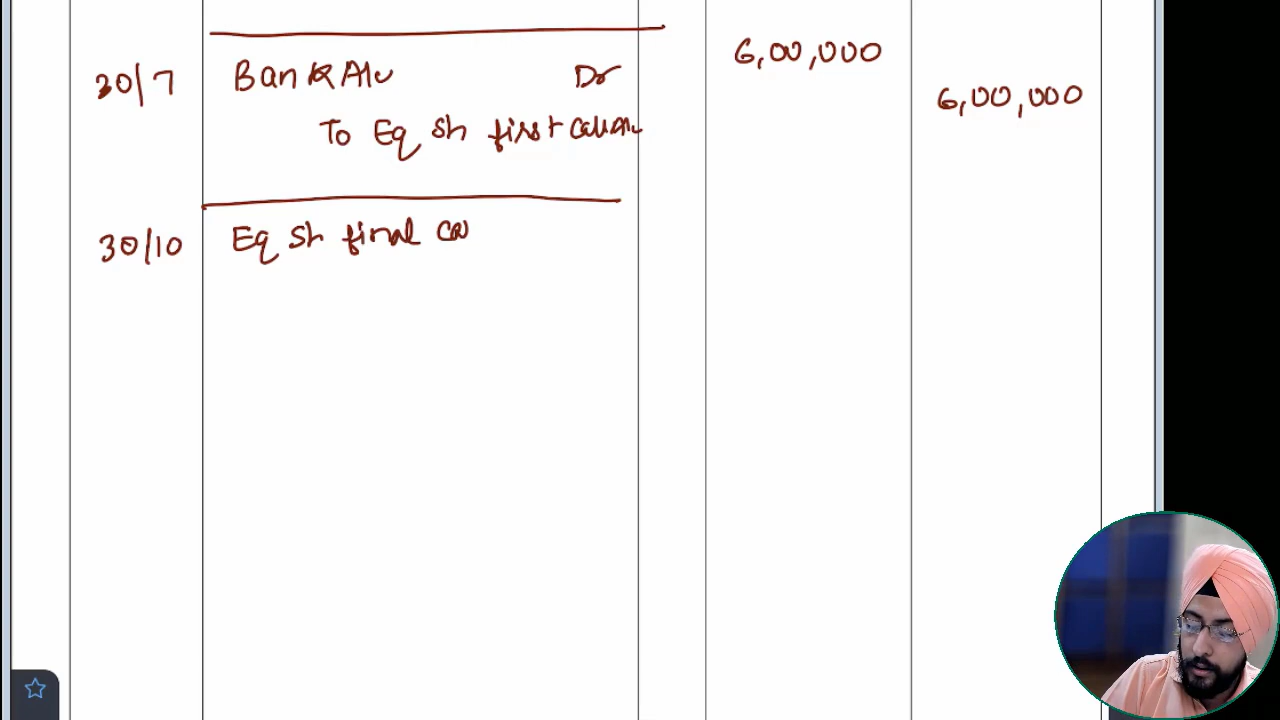 6,00,000
30/7 Bank A/c Dr
6,00,000
To Eq Sh first call A/c
30/10 Eq Sh final Ca